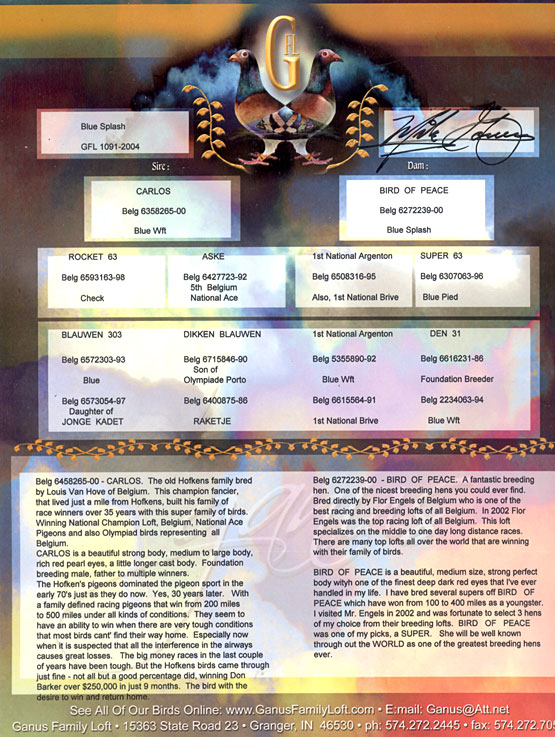 GFL
Blue Splash
GFL 1091-2004
Sire:
Dam:
CARLOS
Belg 6358265-00
Blue Wft
BIRD OF PEACE
Belg 6272239-00
Blue Splash
ROCKET 63
Belg 6593163-98
Check
ASKE
Belg 6427723-92
5th Belgium
National Ace
1st National Argenton
Belg 6508316-95
Also, 1st National Brive
SUPER 63
Belg 6307063-96
Blue Pied
BLAUWEN 303
Belg 6572303-93
Blue
Belg 6573054-97
Daughter of
JONGE KADET
DIKKEN BLAUWEN
Belg 6715846-90
Son of
Olympiade Porto
Belg 6400875-86
RAKETJE
1st National Argenton
Belg 5355890-92
Blue Wft
Belg 6615564-91
1st National Brive
DEN 31
Belg 6616231-86
Foundation Breeder
Belg 2234063-94
Blue Wft
Belg 6458265-00 - CARLOS. The old Hofkens family bred
by Louis Van Hove of Belgium. This champion fancier,
that lived just a mile from Hofkens, built his family of
race winners over 35 years with this super family of birds.
Winning National Champion Loft, Belgium, National Ace
Pigeons and also Olympiad birds representing all
Belgium.
CARLOS is a beautiful strong body, medium to large body,
rich red pearl eyes, a little longer cast body. Foundation
breeding male, father to multiple winners.
The Hofken's pigeons dominated the pigeon sport in the
early 70's just as they do now. Yes, 30 years later. With
a family defined racing pigeons that win from 200 miles
to 500 miles under all kinds of conditions. They seem to
have an ability to win when there are very tough conditions
that most birds cant' find their way home. Especially now
when it is suspected that all the interference in the airways
causes great losses. The big money races in the last couple
of years have been tough. But the Hofkens birds came through
just fine - not all but a good percentage did, winning Don
Barker over $250,000 in just 9 months. The bird with the
desire to win and return home.
Belg 6272239-00 - BIRD OF PEACE. A fantastic breeding
hen. One of the nicest breeding hens you could ever find.
Bred directly by Flor Engels of Belgium who is one of the
best racing and breeding lofts of all Belgium. In 2002 Flor
Engels was the top racing loft of all Belgium. This loft
specializes on the middle to one day long distance races.
There are many top lofts all over the world that are winning
with their family of birds.
BIRD OF PEACE is a beautiful, medium size, strong perfect
body wityh one of the finest deep dark red eyes that I've ever
handled in my life. I have bred several supers off BIRD OF
PEACE which have won from 100 to 400 miles as a youngster.
I visited Mr. Engels in 2002 and was fortunate to select 3 hens
of my choice from their breeding lofts. BIRD OF PEACE
was one of my picks, a SUPER. She will be well known
through out the WORLD as one of the greatest breeding hens
ever.
See All Of Our Birds Online: www.GanusFamilyLoft.com • E:mail: Ganus@Att.net
Ganus Family Loft • 15363 State Road 23 • Granger, IN 46530 • ph: 574.272.2445 • fax: 574.272.70